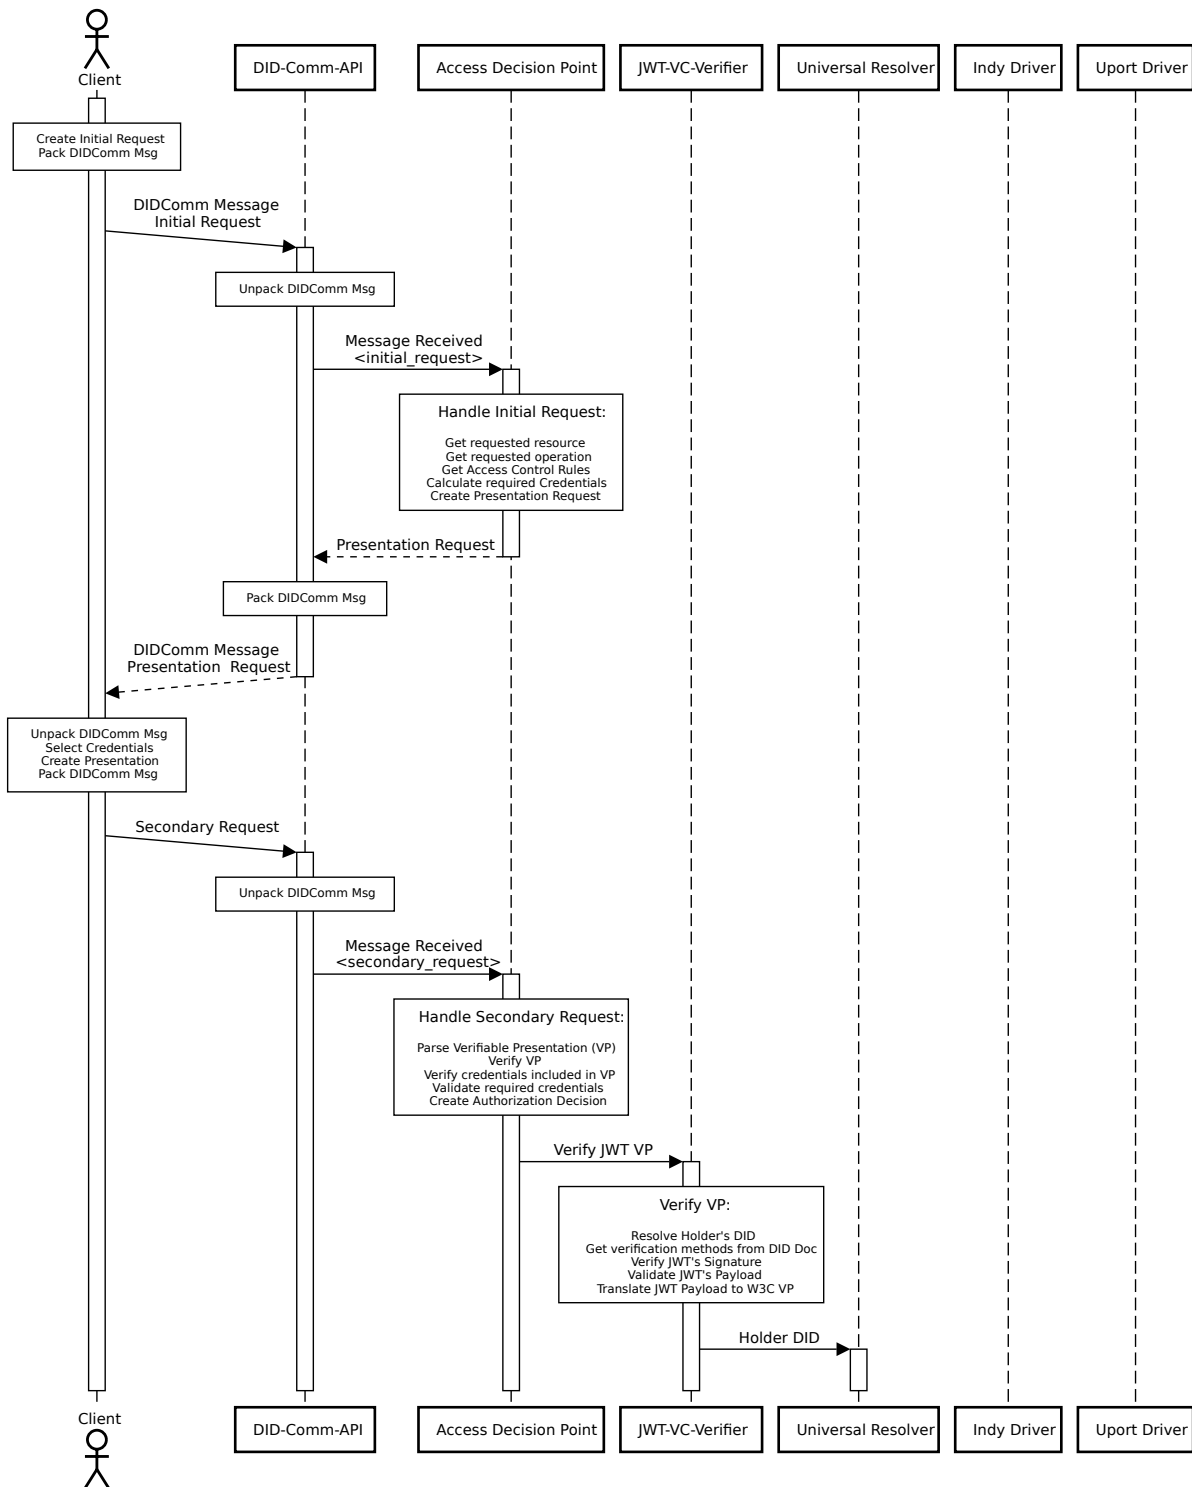 Client
DID-Comm-API
Access Decision Point
JWT-VC-Verifier
Universal Resolver
Indy Driver
Uport Driver
Create Initial Request
Pack DIDComm Msg
DIDComm Message
Initial Request
Unpack DIDComm Msg
Message Received
<initial_request>
Handle Initial Request:
Get requested resource
Get requested operation
Get Access Control Rules
Calculate required Credentials
Create Presentation Request
Presentation Request
Pack DIDComm Msg
DIDComm Message
Presentation Request
Unpack DIDComm Msg
Select Credentials
Create Presentation
Pack DIDComm Msg
Secondary Request
Unpack DIDComm Msg
Message Received
<secondary_request>
Handle Secondary Request:
Parse Verifiable Presentation (VP)
Verify VP
Verify credentials included in VP
Validate required credentials
Create Authorization Decision
Verify JWT VP
Verify VP:
Resolve Holder's DID
Get verification methods from DID Doc
Verify JWT's Signature
Validate JWT's Payload
Translate JWT Payload to W3C VP
Holder DID
Client
DID-Comm-API
Access Decision Point
JWT-VC-Verifier
Universal Resolver
Indy Driver
Uport Driver